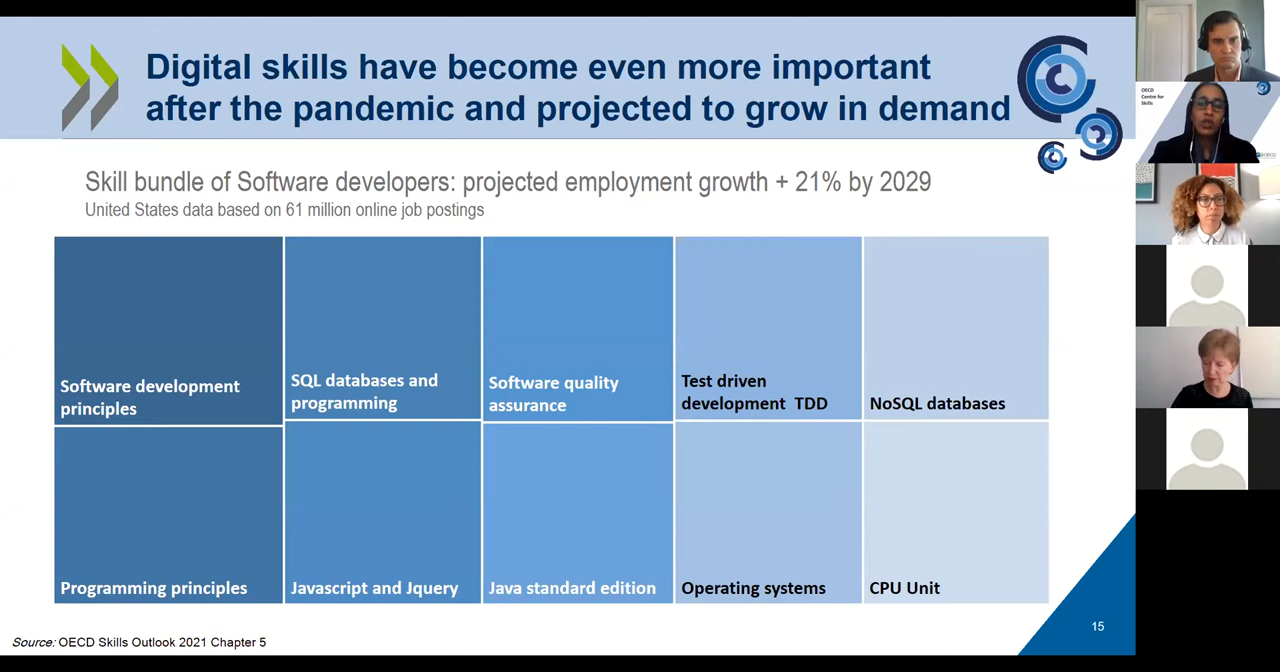 Digital skills have become even more important
after the pandemic and projected to grow in demand
Skill bundle of Software developers: projected employment growth + 21% by 2029
United States data based on 61 million online job postings
Software development
principles
SQL databases and
programming
Software quality
assurance
Test driven
development TDD
NoSQL databases
Programming principles
Javascript and Jquery
Java standard edition
Operating systems
CPU Unit
15
Source: OECD Skills Outlook 2021 Chapter 5
OECD
Centre for
Skills
OECD